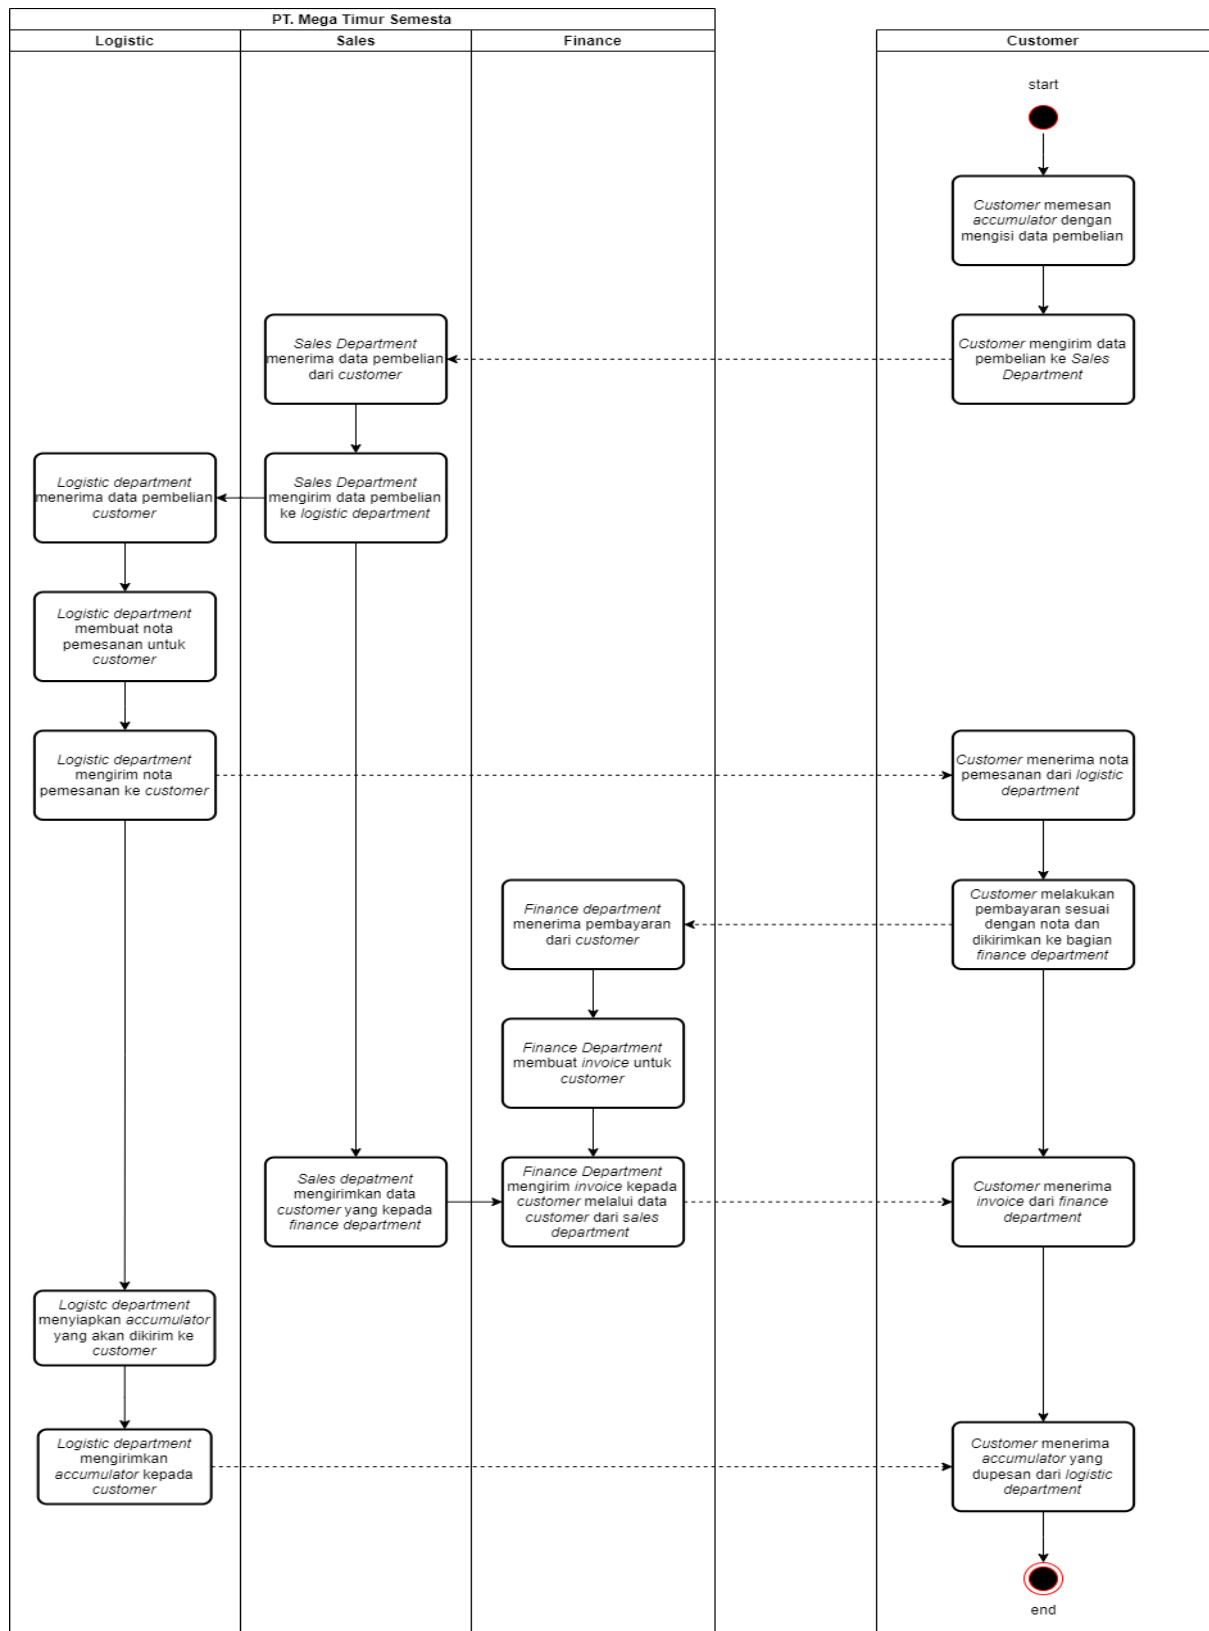 PT. Mega Timur Semesta
Logistic
Sales
Finance
Customer
start
Customer memesan
accumulator dengan
mengisi data pembelian
Sales Department
menerima data pembelian
dari customer
Customer mengirim data
pembelian ke Sales
Department
Logistic department
menerima data pembelian
customer
Sales Department
mengirim data pembelian
ke logistic department
Logistic department
membuat nota
pemesanan untuk
customer
Logistic department
mengirim nota
pemesanan ke customer
Customer menerima nota
pemesanan dari logistic
department
Finance department
menerima pembayaran
dari customer
Customer melakukan
pembayaran sesuai
dengan nota dan
dikirimkan ke bagian
finance department
Finance Department
membuat invoice untuk
customer
Sales depatment
mengirimkan data
customer yang kepada
finance department
Finance Department
mengirim invoice kepada
customer melalui data
customer dari sales
department
Customer menerima
invoice dari finance
department
Logistc department
menyiapkan accumulator
yang akan dikirim ke
customer
Logistic department
mengirimkan
accumulator kepada
customer
Customer menerima
accumulator yang
dupesan dari logistic
department
end